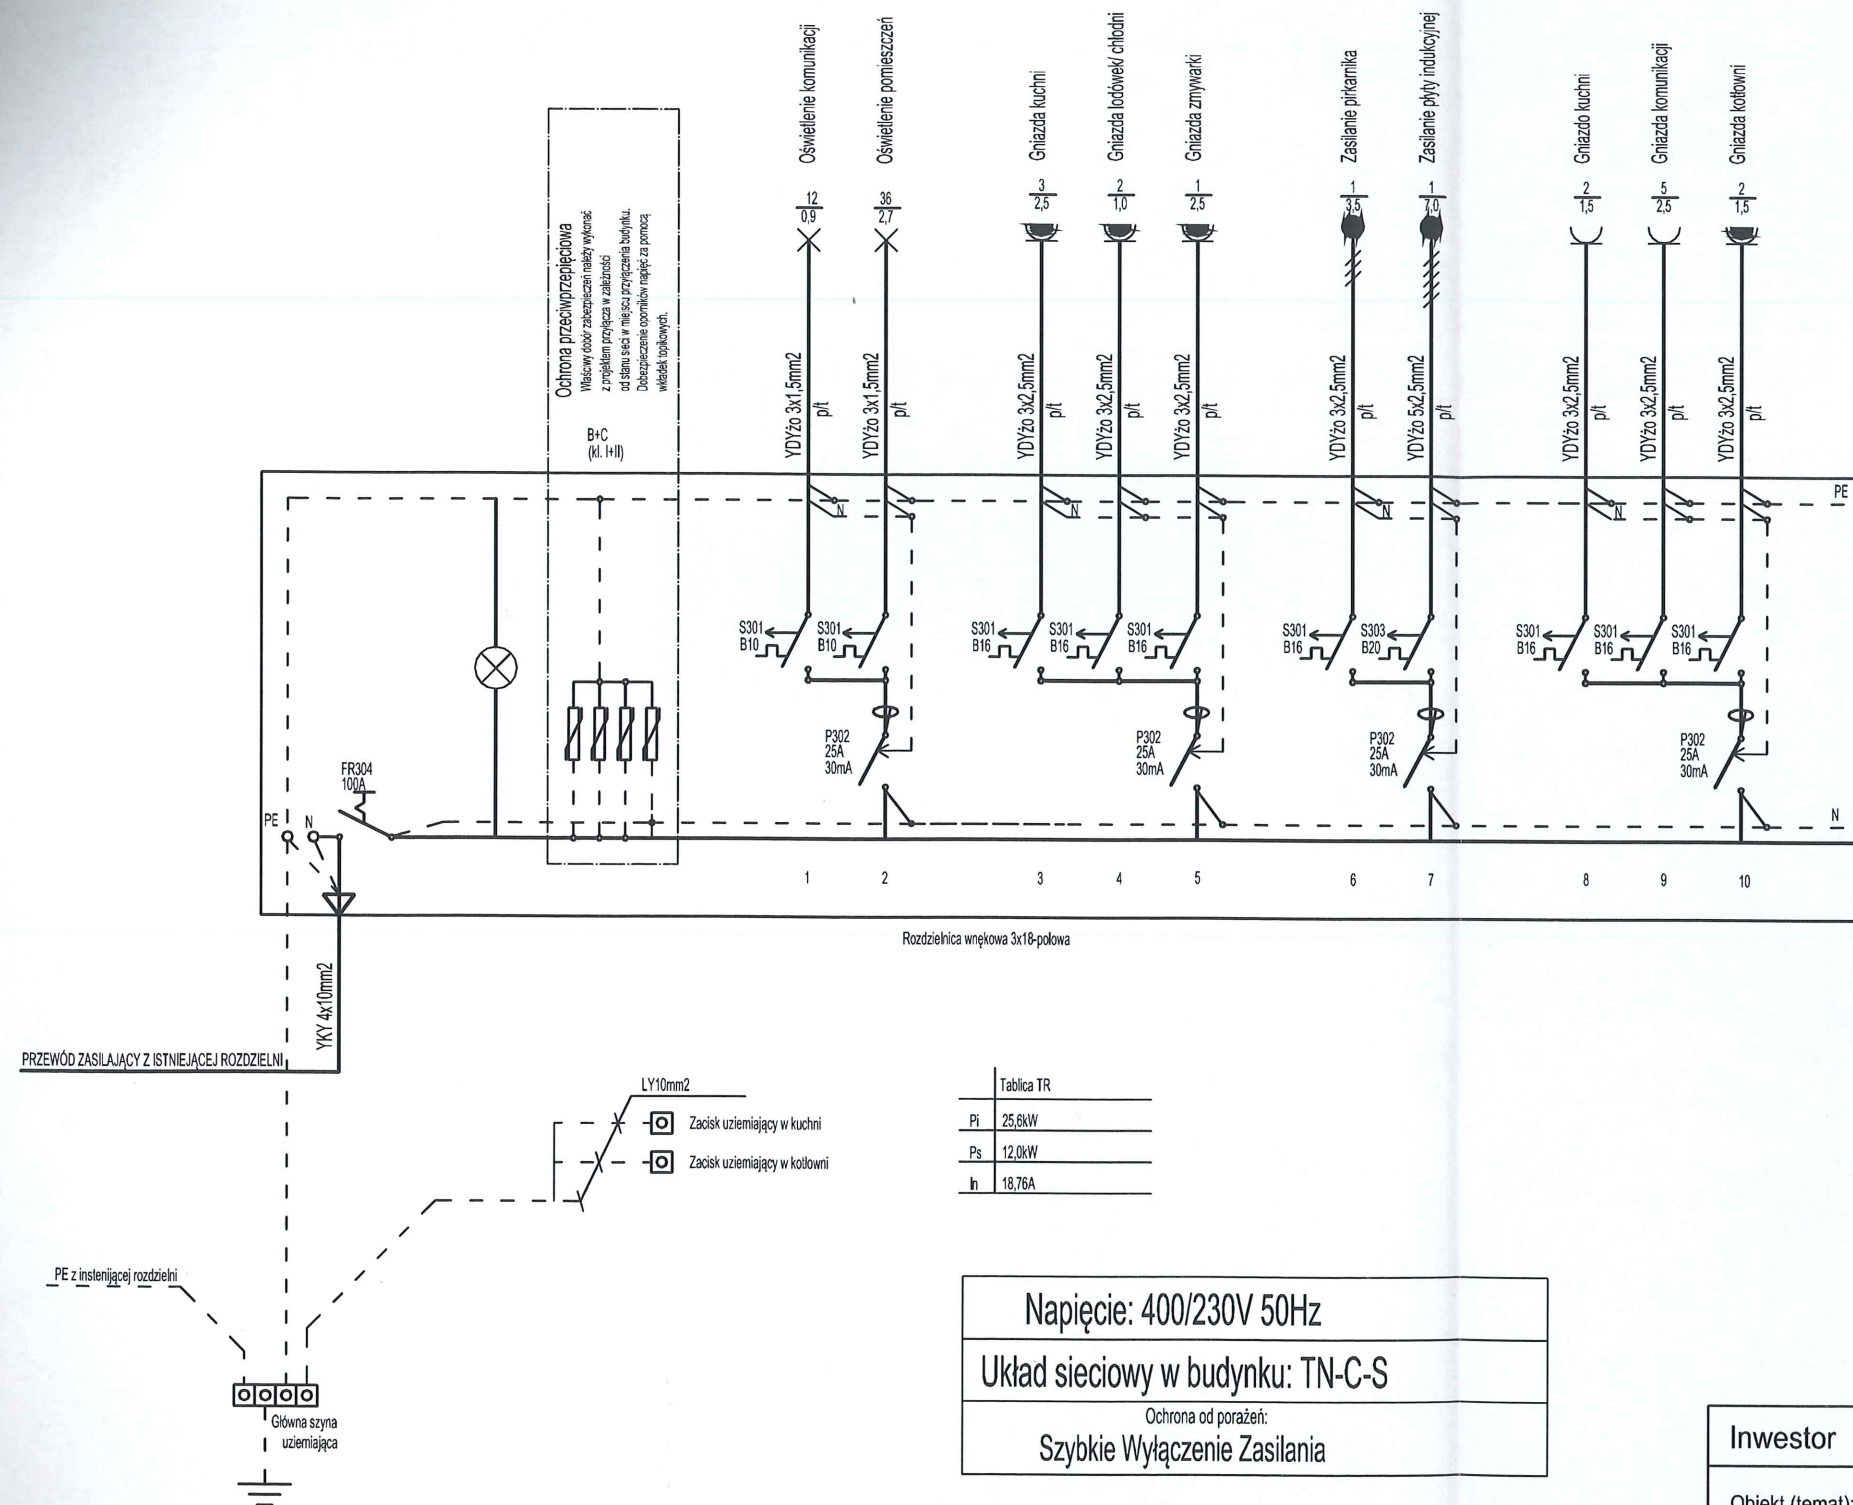 Oświetlenie komunikacji
Oświetlenie pomieszczeń
Gniazda kuchni
Gniazda lodówek/ chłodni
Gniazda zmywarki
Zasilanie pirkarnika
Zasilanie płyty indukcyjnej
Gniazdo kuchni
Gniazda komunikacji
Gniazda kotłowni
12
0,9
36
2,7
3
2,5
2
1,0
1
2,5
1
3,5
1
7,0
2
1,5
5
2,5
2
1,5
Ochrona przeciwprzepięciowa
Właściwy dobór zabezpieczeń należy wykonać
z projektem przyłącza w zależności
od stanu sieci w miejscu przyłączenia budynku.
Dobezpieczenie oporników napięć za pomocą
wkładek topikowych.
B+C
(kl. I+II)
YDYżo 3x1,5mm2
p/t
YDYżo 3x1,5mm2
p/t
YDYżo 3x2,5mm2
p/t
YDYżo 3x2,5mm2
p/t
YDYżo 3x2,5mm2
p/t
YDYżo 3x2,5mm2
p/t
YDYżo 5x2,5mm2
p/t
YDYżo 3x2,5mm2
p/t
YDYżo 3x2,5mm2
p/t
YDYżo 3x2,5mm2
p/t
PE
N
N
N
N
S301
B10
S301
B10
S301
B16
S301
B16
S301
B16
S301
B16
S303
B20
S301
B16
S301
B16
S301
B16
P302
25A
30mA
P302
25A
30mA
P302
25A
30mA
P302
25A
30mA
FR304
100A
PE
N
N
1
2
3
4
5
6
7
8
9
10
Rozdzielnica wnękowa 3x18-polowa
YKY 4x10mm2
PRZEWÓD ZASILAJĄCY Z ISTNIEJĄCEJ ROZDZIELNI
LY10mm2
Zacisk uziemiający w kuchni
Zacisk uziemiający w kotłowni
Tablica TR
Pi 25,6kW
Ps 12,0kW
In 18,76A
PE z instenijącej rozdzielni
Główna szyna
uziemiająca
Napięcie: 400/230V 50Hz
Układ sieciowy w budynku: TN-C-S
Ochrona od porażeń:
Szybkie Wyłączenie Zasilania
Inwestor
Obiekt (temat):